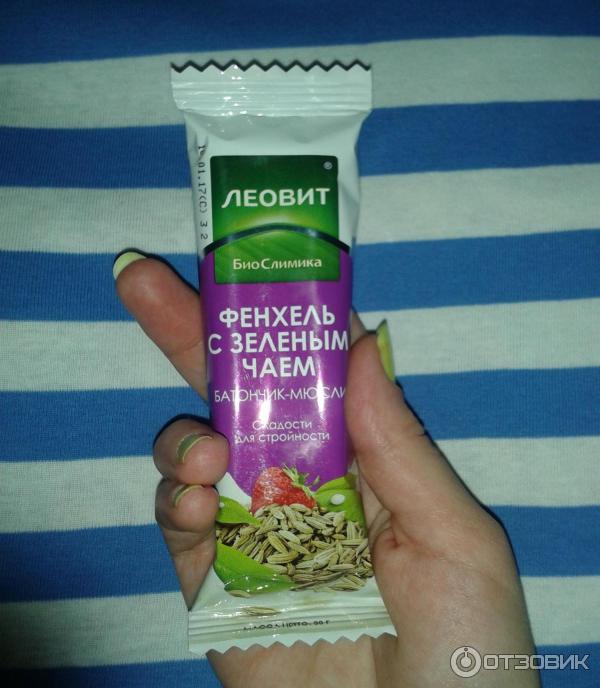 ЛЕОВИТ®
БиоСлимика
ФЕНХЕЛЬ
С ЗЕЛЕНЫМ
ЧАЕМ
БАТОНЧИК-МЮСЛИ
Сладости
для стройности
ОТЗОВИК